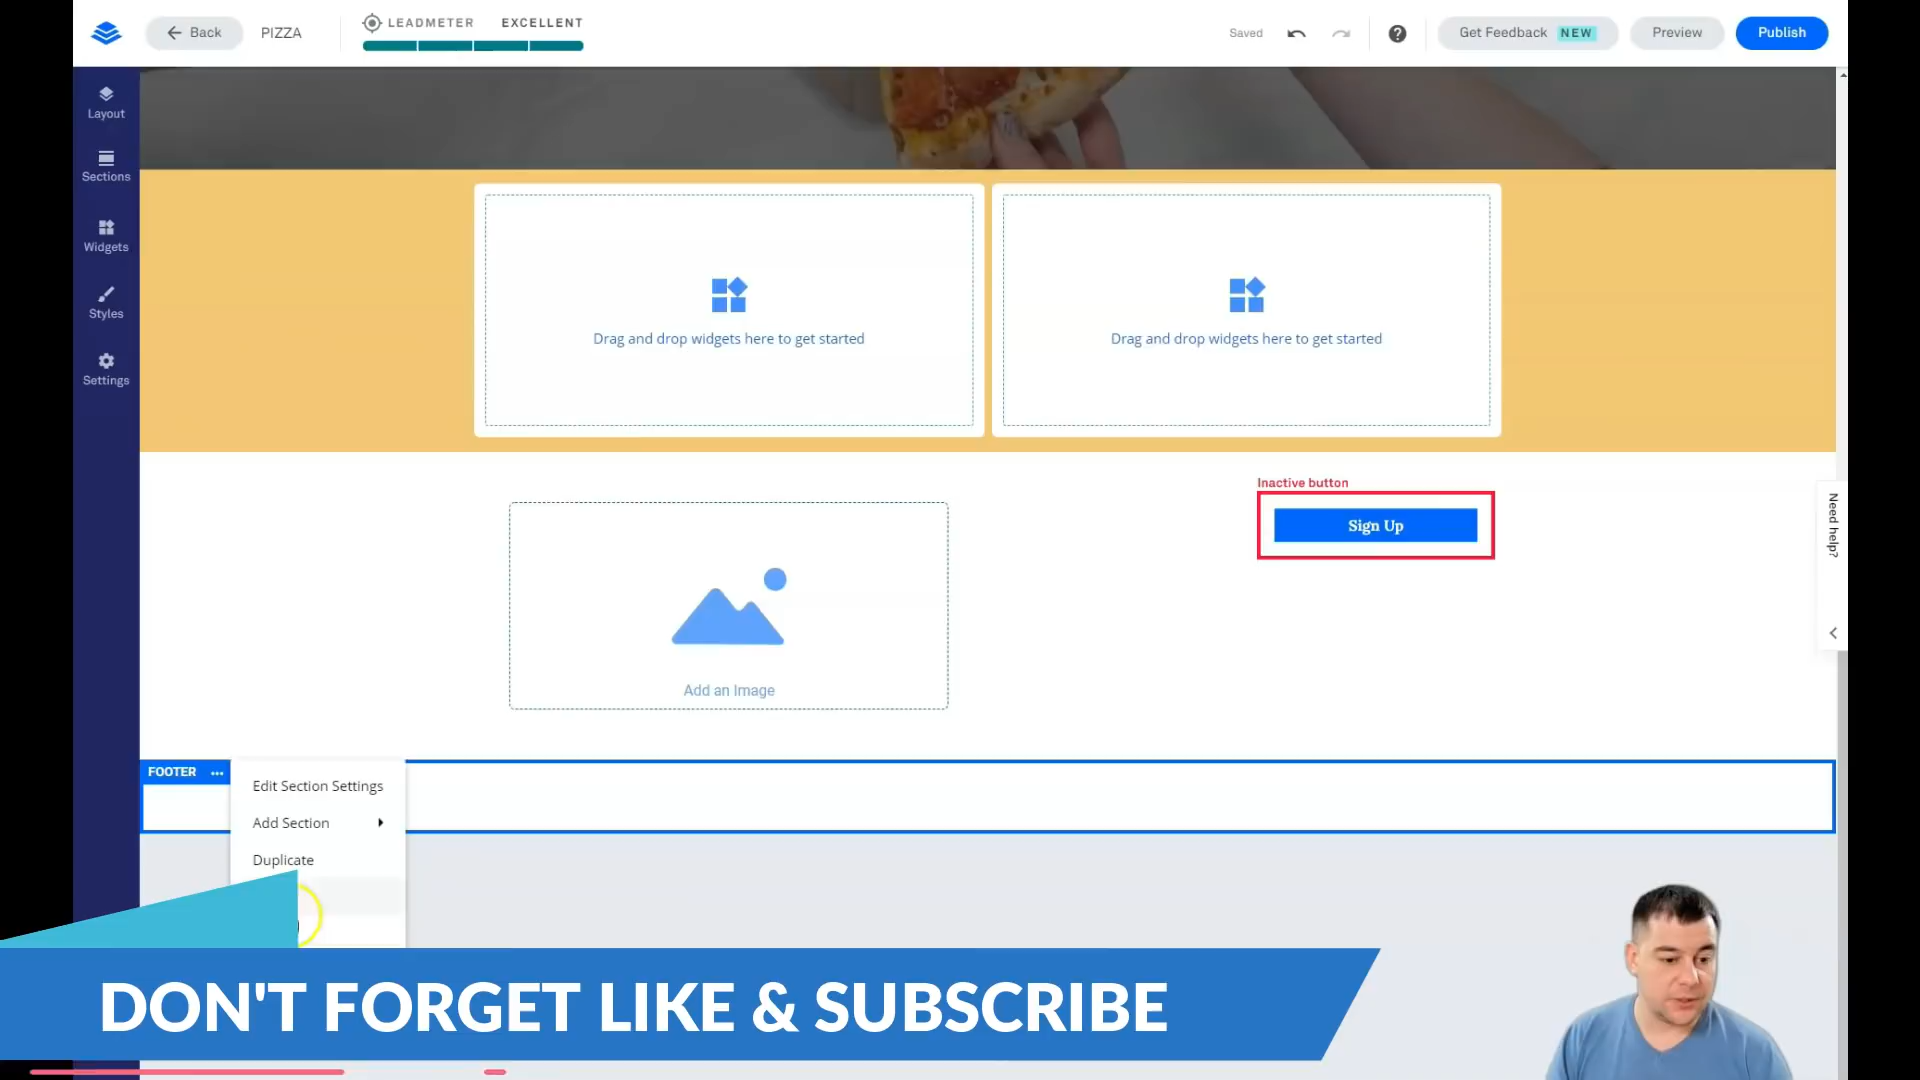 Back
PIZZA
LEADMETER EXCELLENT
Saved
Get Feedback NEW
Preview
Publish
Layout
Sections
Widgets
Styles
Settings
Drag and drop widgets here to get started
Drag and drop widgets here to get started
Inactive button
Sign Up
Need help?
Add an Image
FOOTER ...
Edit Section Settings
Add Section
Duplicate
DON'T FORGET LIKE & SUBSCRIBE